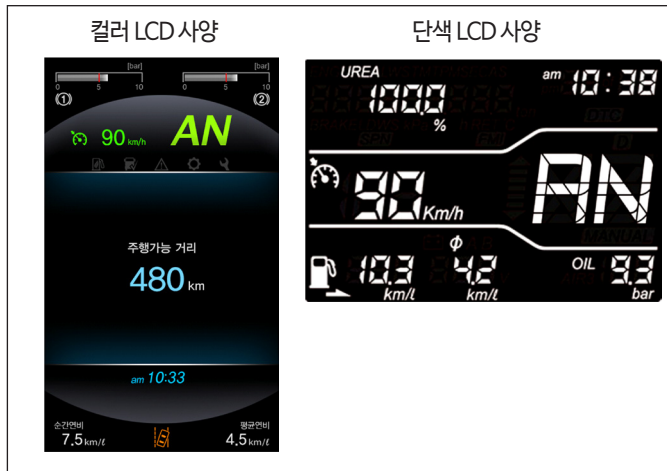 컬러 LCD 사양
[bar] [bar]
0 5 10 0 5 10
(1) (2)
90 km/h AN
주행가능 거리
480 km
am 10:33
순간연비 평균연비
7.5 km/ℓ 4.5 km/ℓ
단색 LCD 사양
UREA am 10:38
100.0
%
DTC
SPN FMI
D
90 Km/h AN
MANUAL
ϕ
10.3 4.2 OIL 9.3
km/ℓ km/ℓ bar